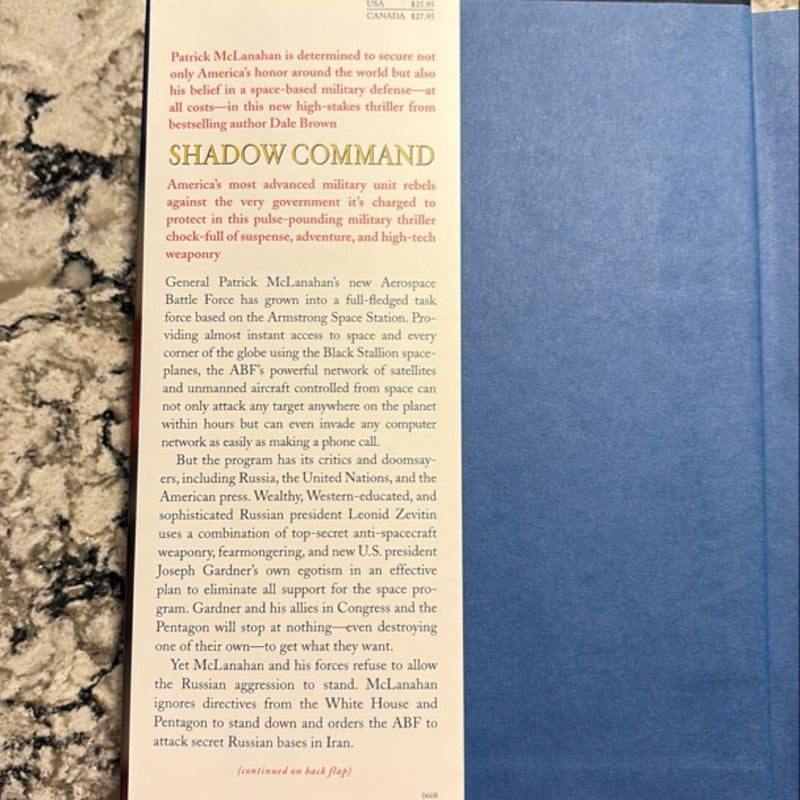 USA $25.95
CANADA $27.95
Patrick McLanahan is determined to secure not
only America's honor around the world but also
his belief in a space-based military defense—at
all costs—in this new high-stakes thriller from
bestselling author Dale Brown
SHADOW COMMAND
America's most advanced military unit rebels
against the very government it's charged to
protect in this pulse-pounding military thriller
chock-full of suspense, adventure, and high-tech
weaponry
General Patrick McLanahan's new Aerospace
Battle Force has grown into a full-fledged task
force based on the Armstrong Space Station. Pro-
viding almost instant access to space and every
corner of the globe using the Black Stallion space-
planes, the ABF's powerful network of satellites
and unmanned aircraft controlled from space can
not only attack any target anywhere on the planet
within hours but can even invade any computer
network as easily as making a phone call.
But the program has its critics and doomsay-
ers, including Russia, the United Nations, and the
American press. Wealthy, Western-educated, and
sophisticated Russian president Leonid Zevitin
uses a combination of top-secret anti-spacecraft
weaponry, fearmongering, and new U.S. president
Joseph Gardner's own egotism in an effective
plan to eliminate all support for the space pro-
gram. Gardner and his allies in Congress and the
Pentagon will stop at nothing—even destroying
one of their own—to get what they want.
Yet McLanahan and his forces refuse to allow
the Russian aggression to stand. McLanahan
ignores directives from the White House and
Pentagon to stand down and orders the ABF to
attack secret Russian bases in Iran.
(continued on back flap)
0608